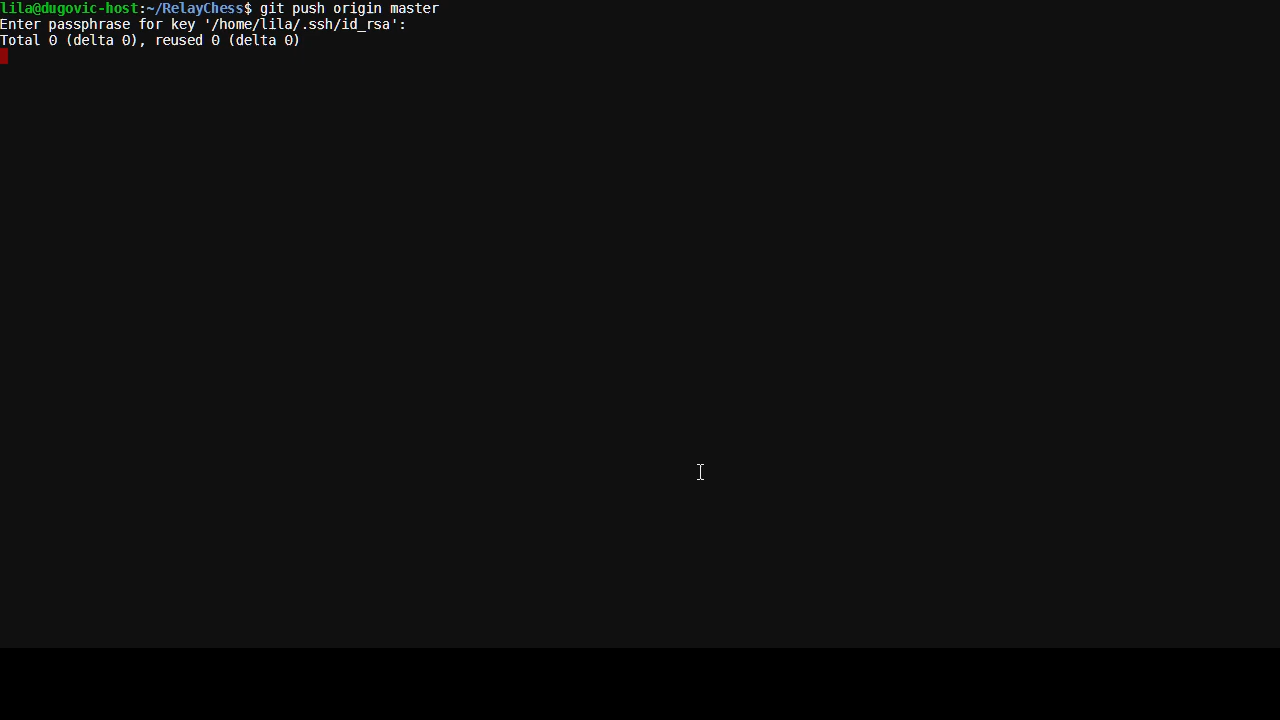 lila@dugovic-host:~/RelayChess$ git push origin master
Enter passphrase for key '/home/lila/.ssh/id_rsa':
Total 0 (delta 0), reused 0 (delta 0)